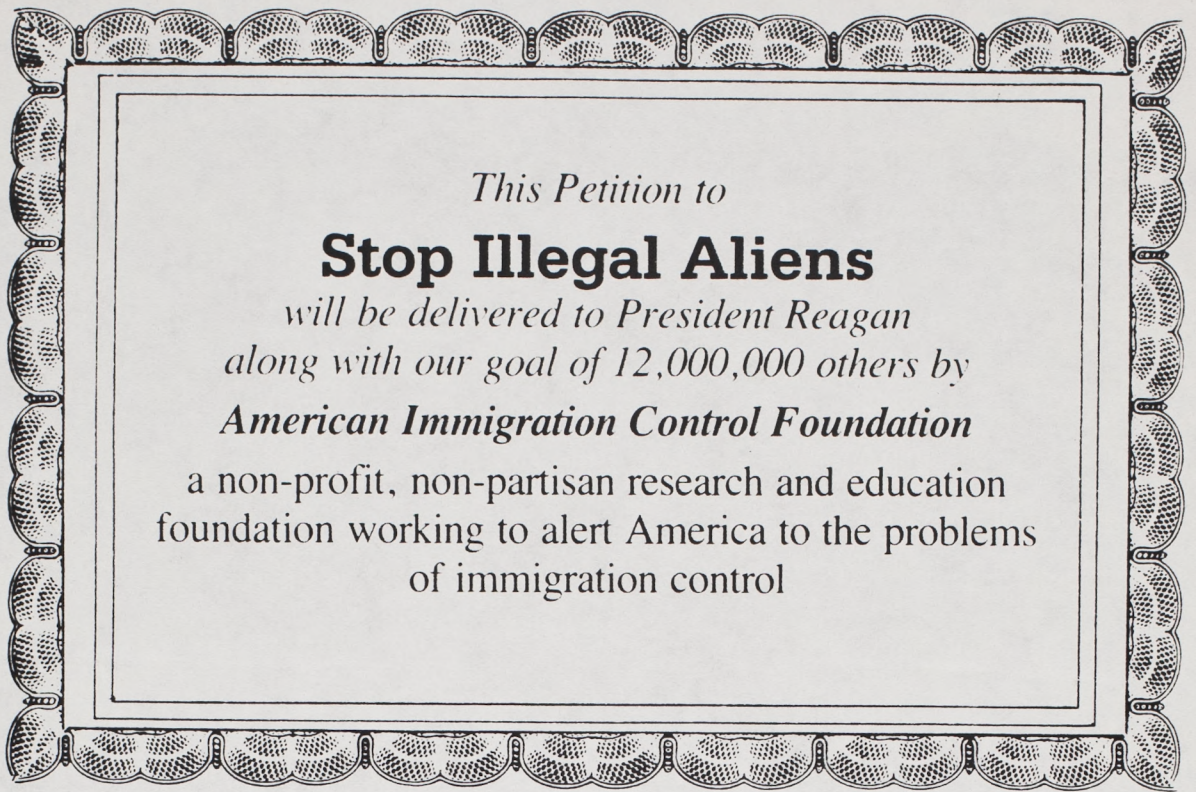 This Petition to
Stop Illegal Aliens
will be delivered to President Reagan
along with our goal of 12,000,000 others by
American Immigration Control Foundation
a non-profit, non-partisan research and education
foundation working to alert America to the problems
of immigration control